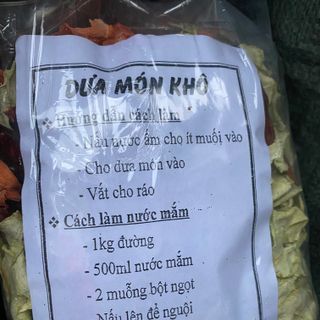 DƯA MÓN KHÔ
❖ Hướng dẫn cách làm
- Nấu nước ấm cho ít muối vào
- Cho dưa món vào
- Vắt cho ráo
❖ Cách làm nước mắm
- 1kg đường
- 500ml nước mắm
- 2 muỗng bột ngọt
- Nấu lên để nguội